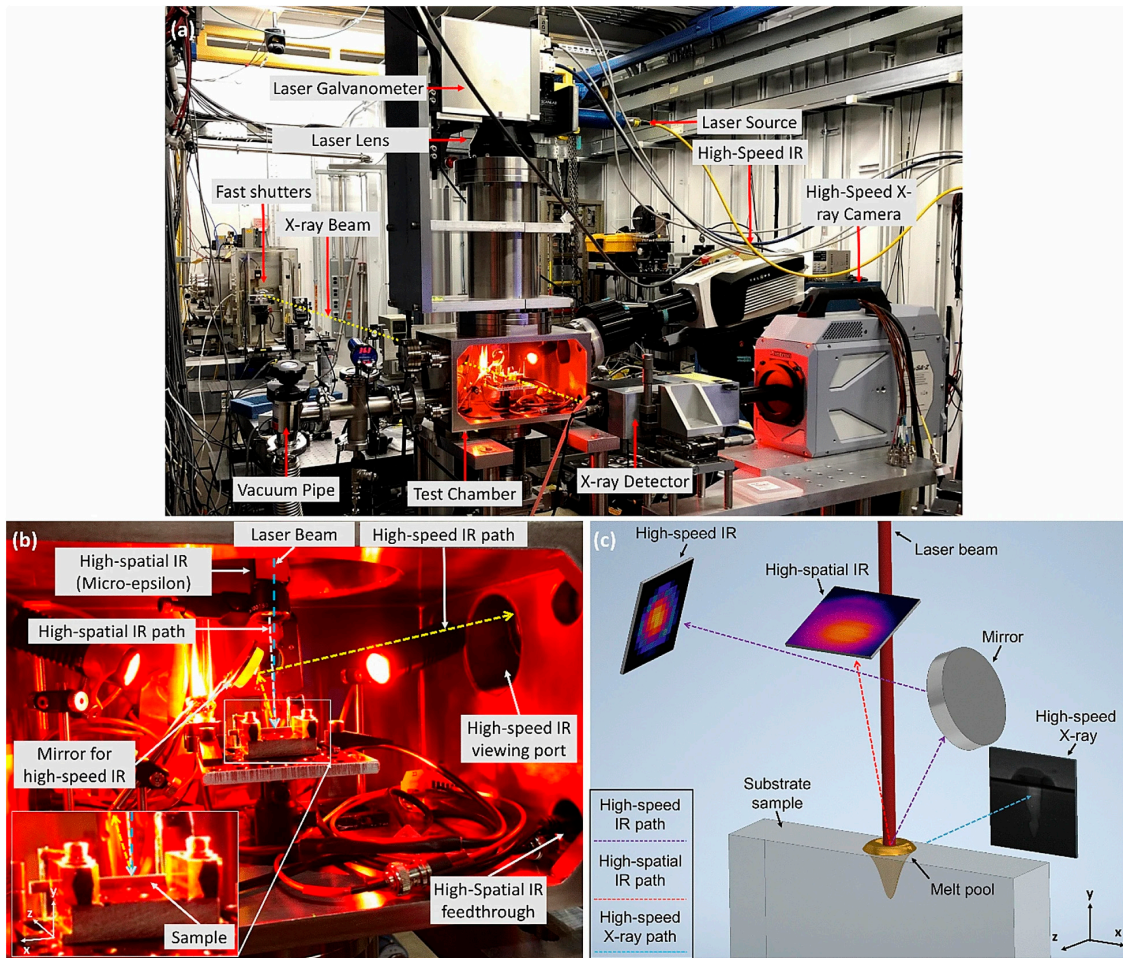 (a)
Laser Galvanometer
Laser Source
Laser Lens
High-Speed IR
Fast shutters
High-Speed X-
ray Camera
X-ray Beam
Vacuum Pipe
Test Chamber
X-ray Detector
(b)
Laser Beam
High-speed IR path
High-spatial IR
(Micro-epsilon)
High-spatial IR path
High-speed IR
viewing port
Mirror for
high-speed IR
High-Spatial IR
feedthrough
Sample
y
z
x
(c)
High-speed IR
Laser beam
High-spatial IR
Mirror
High-speed
X-ray
Substrate
sample
Melt pool
High-speed
IR path
High-spatial
IR path
High-speed
X-ray path
y
z
x